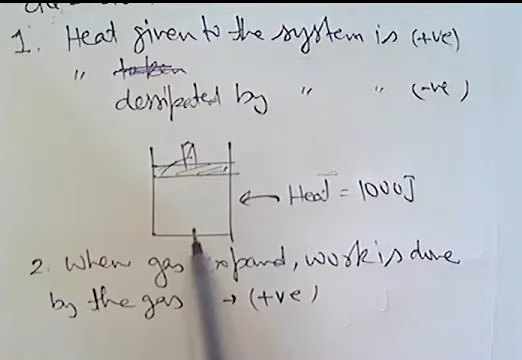 1. Heat given to the system is (+ve)
" taken
dessipated by " " (-ve)
Heat = 1000J
2. When gas expand, work is done
by the gas → (+ve)